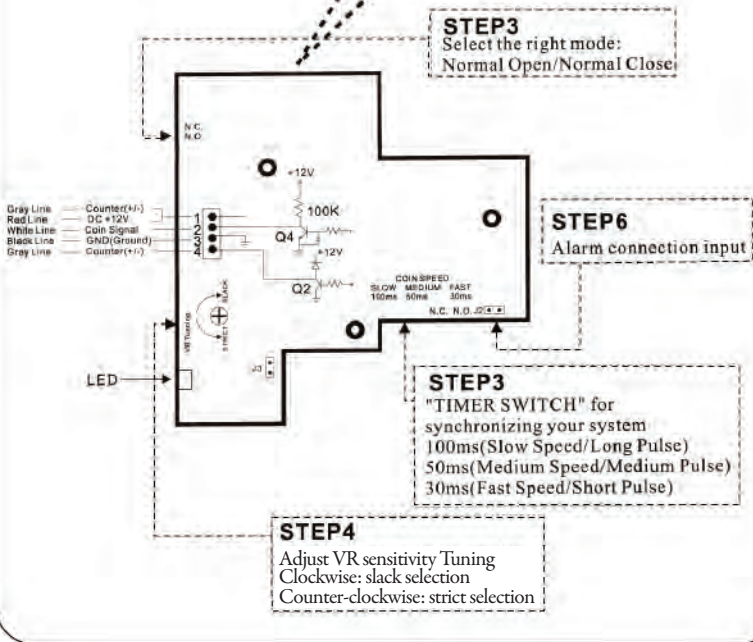 STEP3
Select the right mode:
Normal Open/Normal Close
N.C.
N.O.
+12V
100K
Gray Line Counter(+/-)
Red Line DC +12V 1
White Line Coin Signal 2
Black Line GND(Ground) 3
Gray Line Counter(+/-) 4
Q4
+12V
Q2
COIN SPEED
SLOW MEDIUM FAST
100ms 50ms 30ms
N.C. N.O. J2
STEP6
Alarm connection input
VR Tuning
STRICT SLACK
J3
LED
STEP3
"TIMER SWITCH" for
synchronizing your system
100ms(Slow Speed/Long Pulse)
50ms(Medium Speed/Medium Pulse)
30ms(Fast Speed/Short Pulse)
STEP4
Adjust VR sensitivity Tuning
Clockwise: slack selection
Counter-clockwise: strict selection